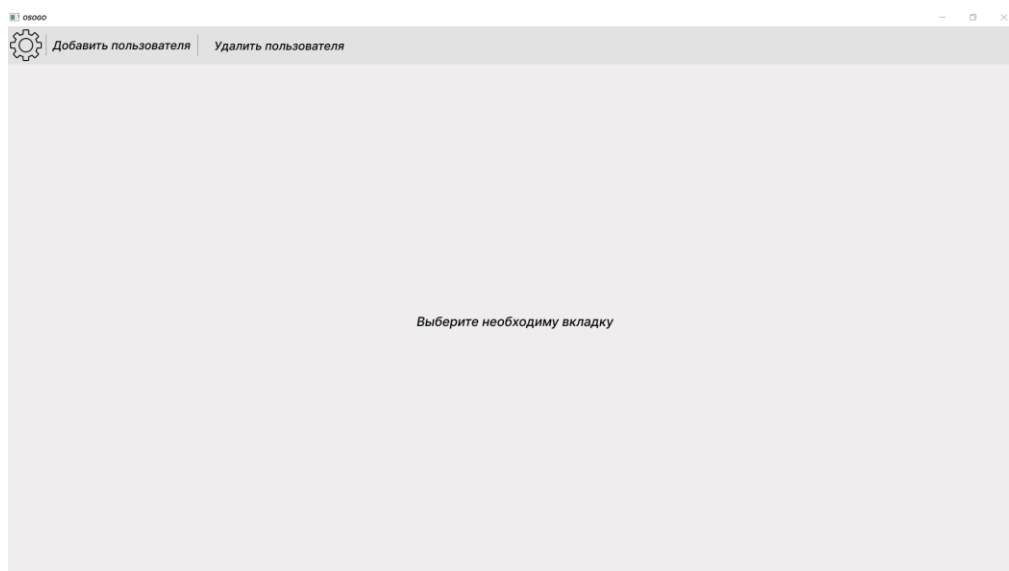 osogo
Добавить пользователя Удалить пользователя
Выберите необходиму вкладку